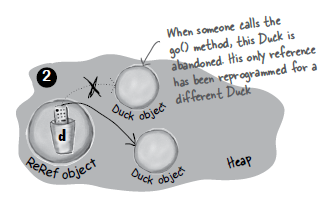 When someone calls the
go() method, this Duck is
abandoned. His only reference
has been reprogrammed for a
different Duck
2
Duck object
d
ReRef object
Duck object
Heap